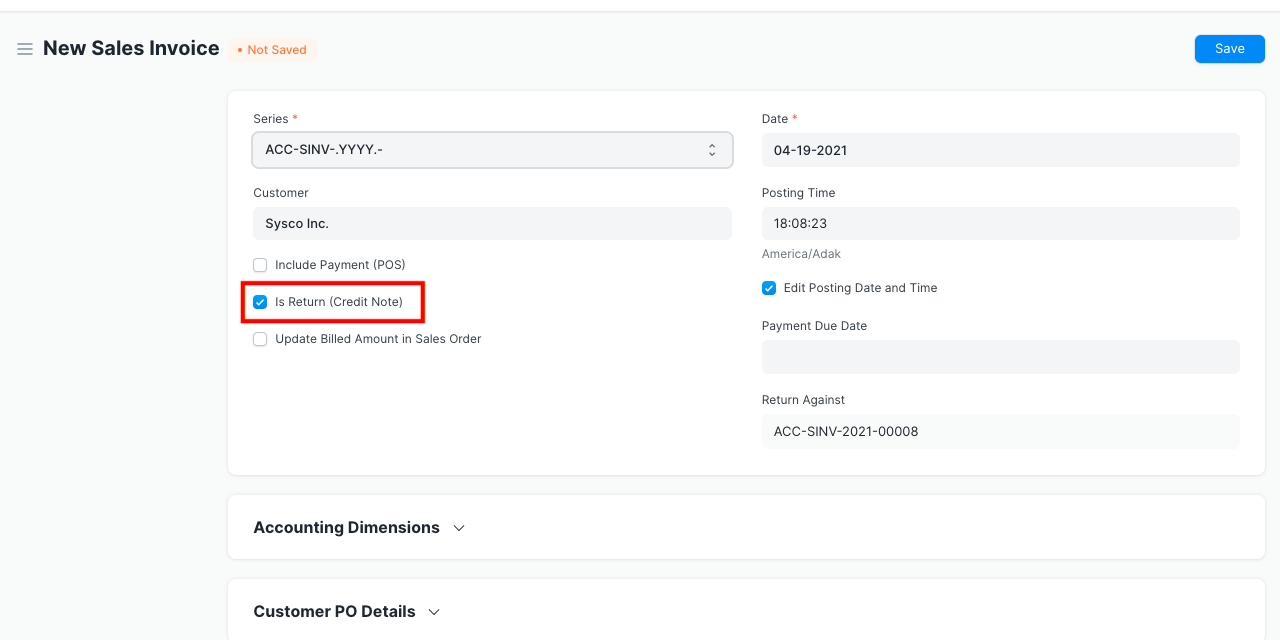 New Sales Invoice
• Not Saved
Save
Series *
ACC-SINV-.YYYY.-
Customer
Sysco Inc.
Include Payment (POS)
Is Return (Credit Note)
Update Billed Amount in Sales Order
Date *
04-19-2021
Posting Time
18:08:23
America/Adak
Edit Posting Date and Time
Payment Due Date
Return Against
ACC-SINV-2021-00008
Accounting Dimensions
Customer PO Details